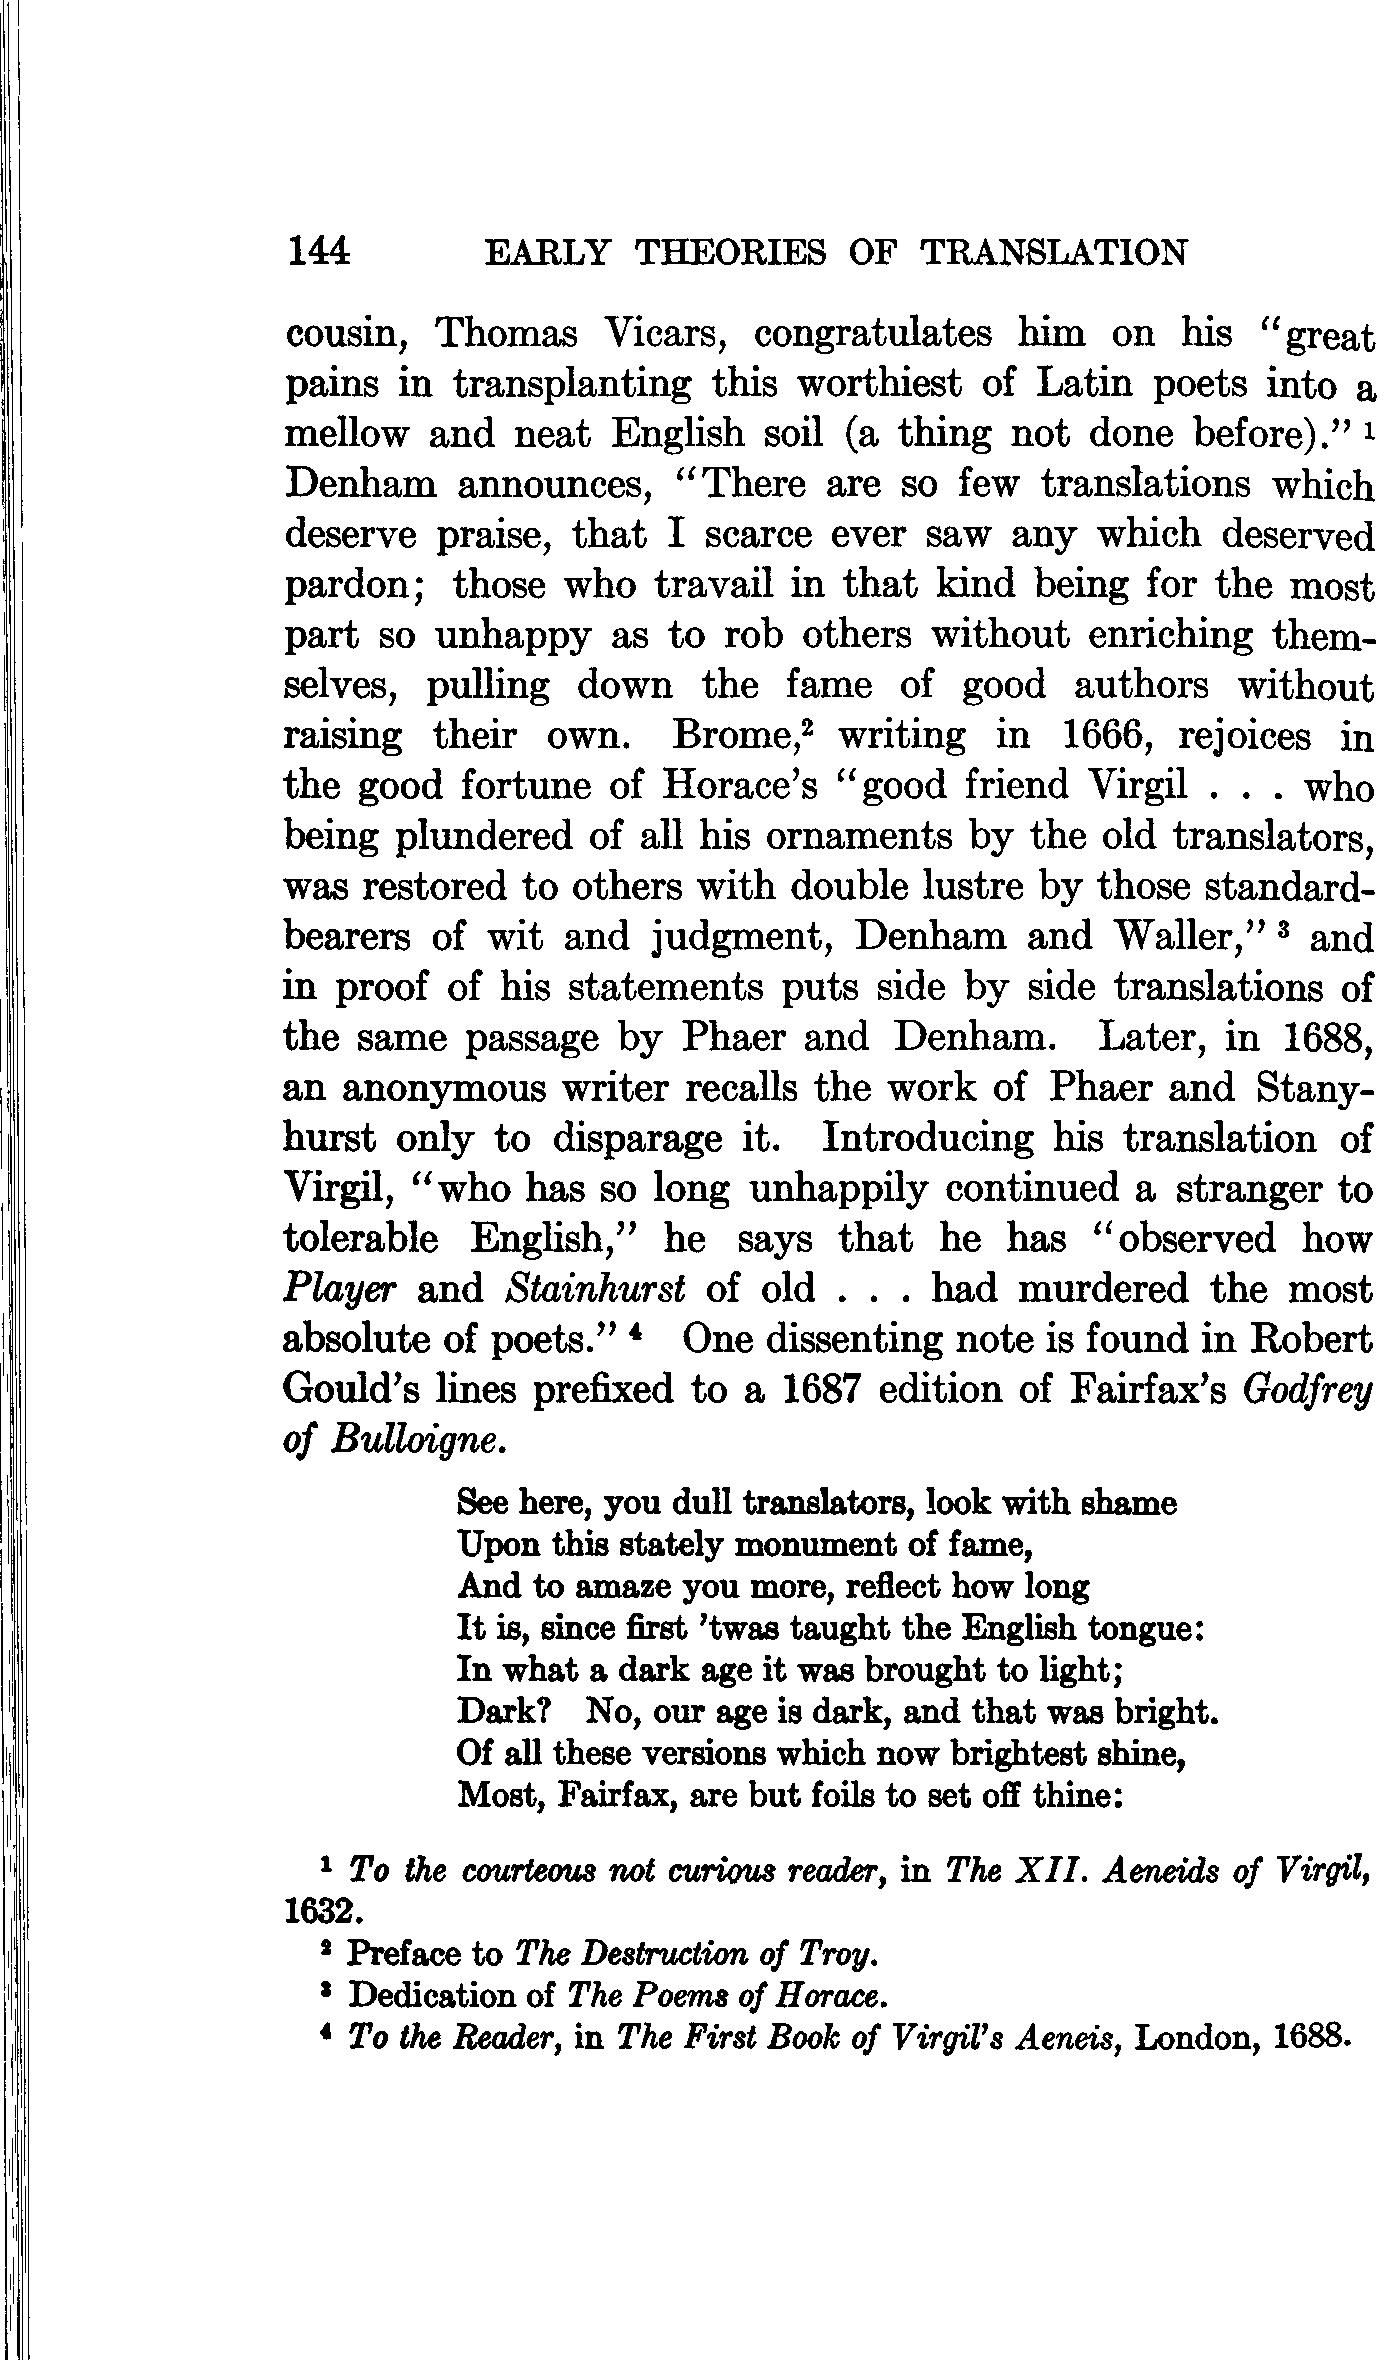 144 EARLY THEORIES OF TRANSLATION
cousin, Thomas Vicars, congratulates him on his "great
pains in transplanting this worthiest of Latin poets into a
mellow and neat English soil (a thing not done before)." 1
Denham announces, "There are so few translations which
deserve praise, that I scarce ever saw any which deserved
pardon; those who travail in that kind being for the most
part so unhappy as to rob others without enriching them-
selves, pulling down the fame of good authors without
raising their own. Brome,2 writing in 1666, rejoices in
the good fortune of Horace's "good friend Virgil . . . who
being plundered of all his ornaments by the old translators,
was restored to others with double lustre by those standard-
bearers of wit and judgment, Denham and Waller," 3 and
in proof of his statements puts side by side translations of
the same passage by Phaer and Denham. Later, in 1688,
an anonymous writer recalls the work of Phaer and Stany-
hurst only to disparage it. Introducing his translation of
Virgil, "who has so long unhappily continued a stranger to
tolerable English," he says that he has "observed how
Player and Stainhurst of old . . . had murdered the most
absolute of poets." 4 One dissenting note is found in Robert
Gould's lines prefixed to a 1687 edition of Fairfax's Godfrey
of Bulloigne.
See here, you dull translators, look with shame
Upon this stately monument of fame,
And to amaze you more, reflect how long
It is, since first 'twas taught the English tongue:
In what a dark age it was brought to light;
Dark? No, our age is dark, and that was bright.
Of all these versions which now brightest shine,
Most, Fairfax, are but foils to set off thine:
1 To the courteous not curious reader, in The XII. Aeneids of Virgil,
1632.
2 Preface to The Destruction of Troy.
3 Dedication of The Poems of Horace.
4 To the Reader, in The First Book of Virgil's Aeneis, London, 1688.